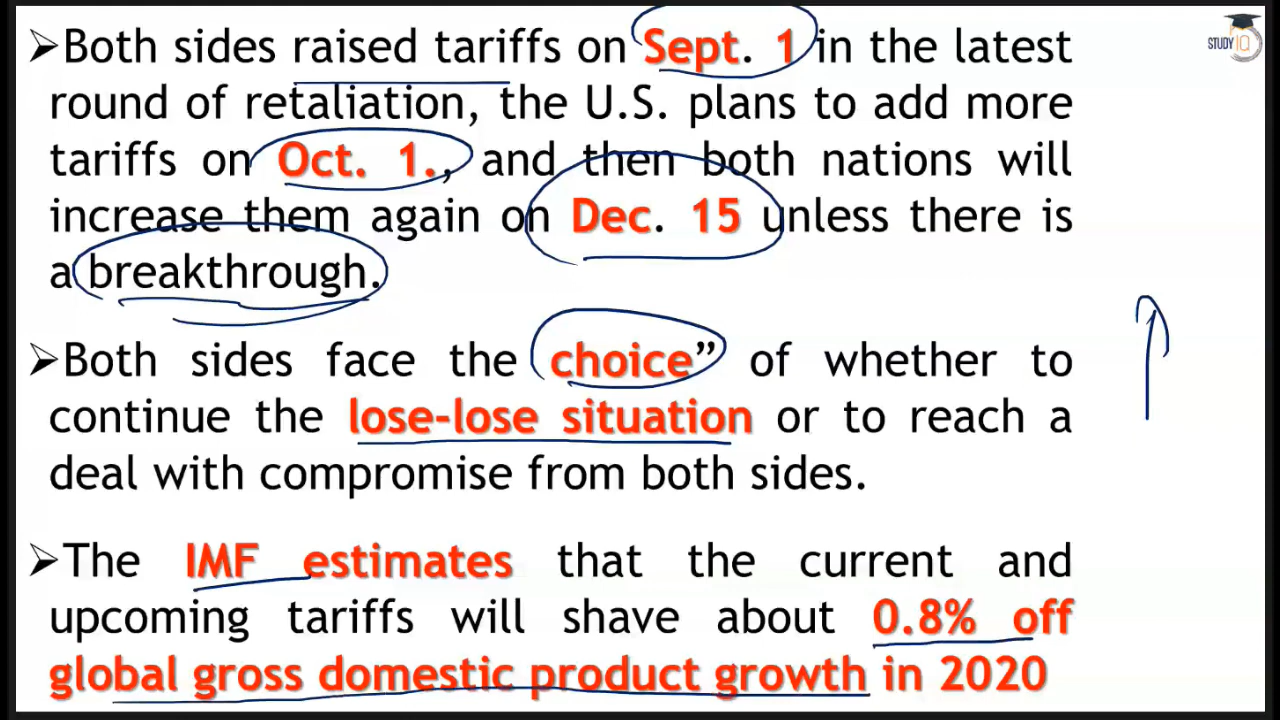 ➢Both sides raised tariffs on Sept. 1 in the latest
round of retaliation, the U.S. plans to add more
tariffs on Oct. 1., and then both nations will
increase them again on Dec. 15 unless there is
a breakthrough.
➢Both sides face the choice” of whether to
continue the lose-lose situation or to reach a
deal with compromise from both sides.
➢The IMF estimates that the current and
upcoming tariffs will shave about 0.8% off
global gross domestic product growth in 2020
STUDY IQ